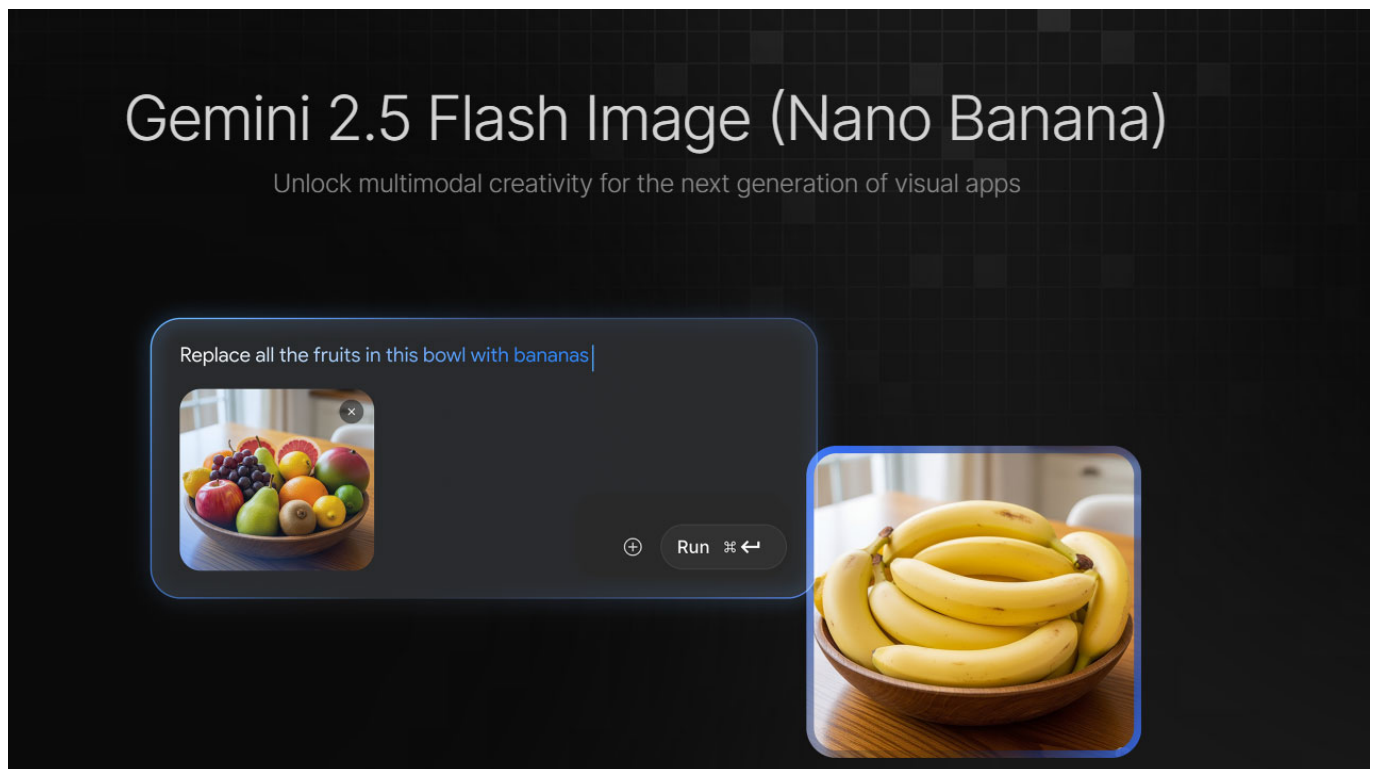 Gemini 2.5 Flash Image (Nano Banana)
Unlock multimodal creativity for the next generation of visual apps
Replace all the fruits in this bowl with bananas
Run ⌘↵